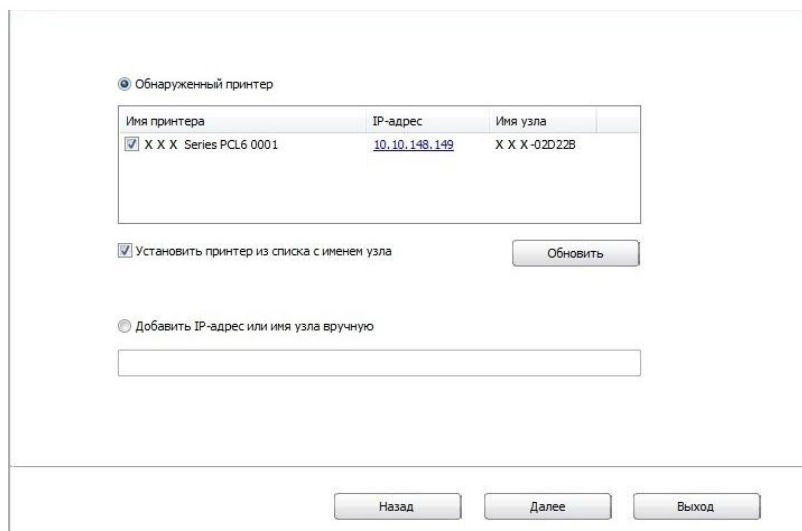 Обнаруженный принтер
Имя принтера IP-адрес Имя узла
X X X Series PCL6 0001 10.10.148.149 X X X-02D22B
Установить принтер из списка с именем узла Обновить
Добавить IP-адрес или имя узла вручную
Назад Далее Выход